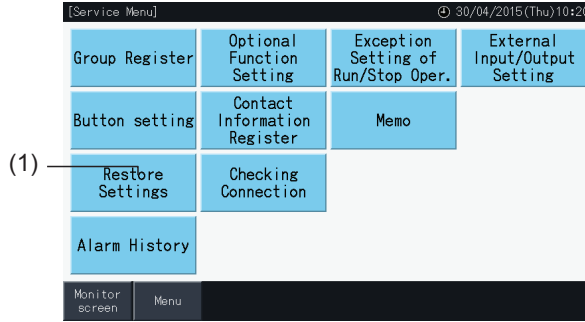 [Service Menu] 30/04/2015(Thu)10:20
Group Register
Optional
Function
Setting
Exception
Setting of
Run/Stop Oper.
External
Input/Output
Setting
Button setting
Contact
Information
Register
Memo
(1)
Restore
Settings
Checking
Connection
Alarm History
Monitor
screen
Menu